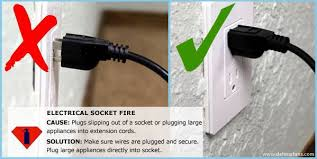 ELECTRICAL SOCKET FIRE
CAUSE: Plugs slipping out of a socket or plugging large
appliances into extension cords.
SOLUTION: Make sure wires are plugged and secure.
Plug large appliances directly into socket.